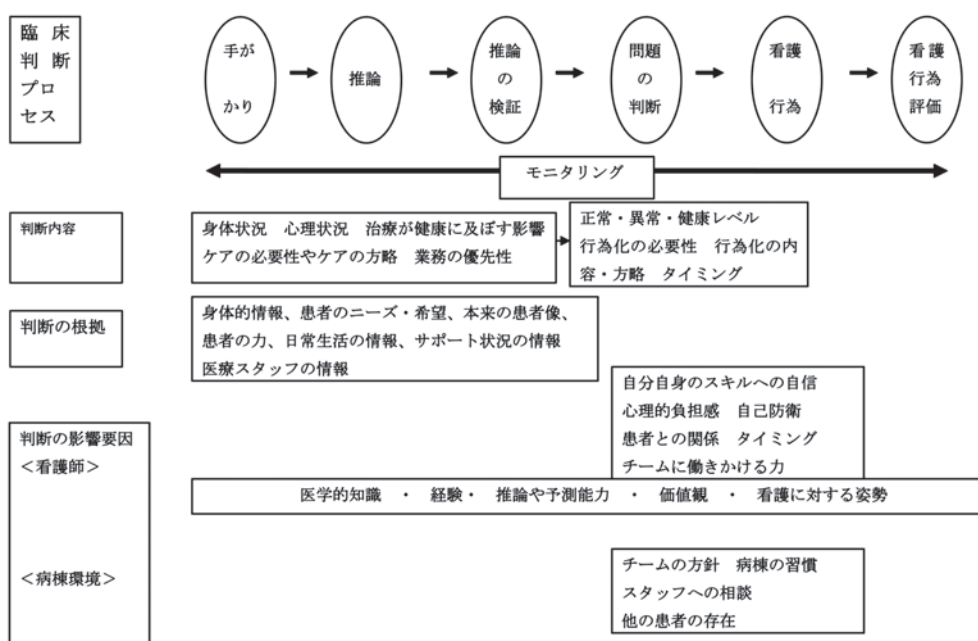 臨床
判断
プロ
セス
手が
かり
推論
推論
の
検証
問題
の
判断
看護
行為
看護
行為
評価
モニタリング
判断内容
身体状況 心理状況 治療が健康に及ぼす影響
ケアの必要性やケアの方略 業務の優先性
正常・異常・健康レベル
行為化の必要性 行為化の内
容・方略 タイミング
判断の根拠
身体的情報、患者のニーズ・希望、本来の患者像、
患者の力、日常生活の情報、サポート状況の情報
医療スタッフの情報
自分自身のスキルへの自信
心理的負担感 自己防衛
患者との関係 タイミング
チームに働きかける力
判断の影響要因
＜看護師＞
医学的知識 ・ 経験・ 推論や予測能力 ・ 価値観 ・ 看護に対する姿勢
＜病棟環境＞
チームの方針 病棟の習慣
スタッフへの相談
他の患者の存在